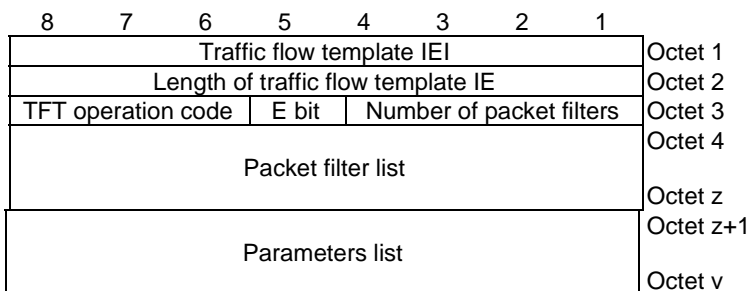 8 7 6 5 4 3 2 1
Traffic flow template IEI Octet 1
Length of traffic flow template IE Octet 2
TFT operation code E bit Number of packet filters Octet 3
Octet 4
Packet filter list
Octet z
Octet z+1
Parameters list
Octet v